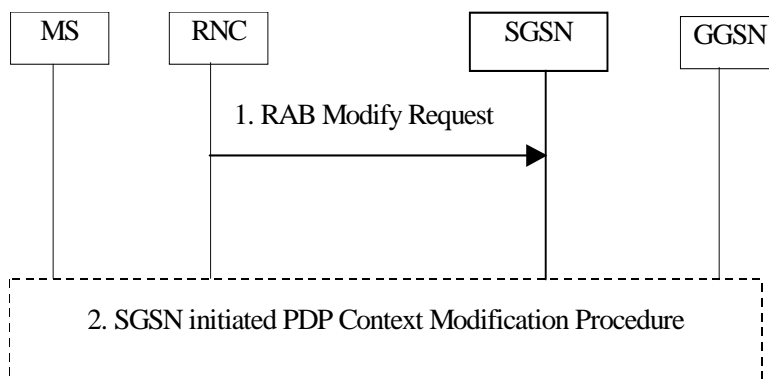 MS
RNC
SGSN
GGSN
1. RAB Modify Request
2. SGSN initiated PDP Context Modification Procedure